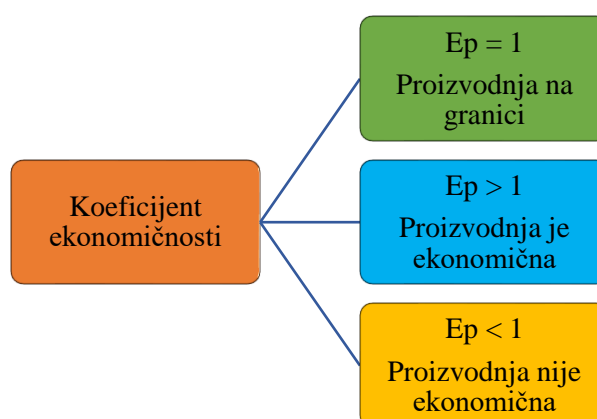 Koeficijent
ekonomičnosti
Ep = 1
Proizvodnja na
granici
Ep > 1
Proizvodnja je
ekonomična
Ep < 1
Proizvodnja nije
ekonomična